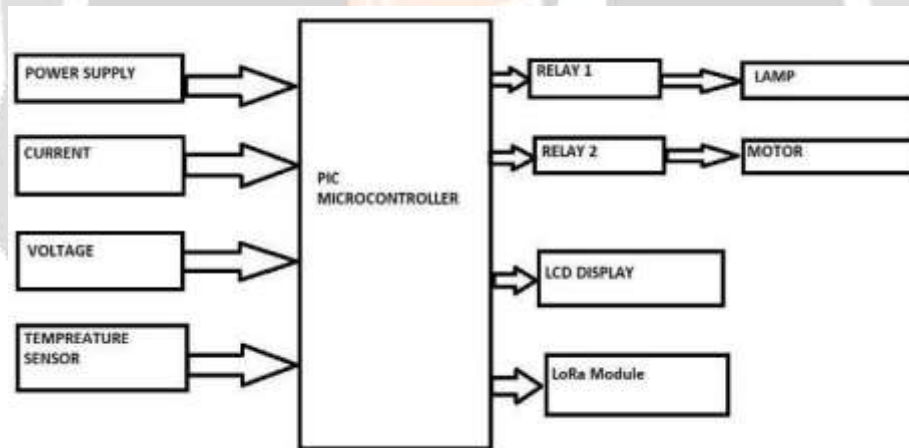 POWER SUPPLY
CURRENT
VOLTAGE
TEMPREATURE
SENSOR
PIC
MICROCONTROLLER
RELAY 1
LAMP
RELAY 2
MOTOR
LCD DISPLAY
LoRa Module